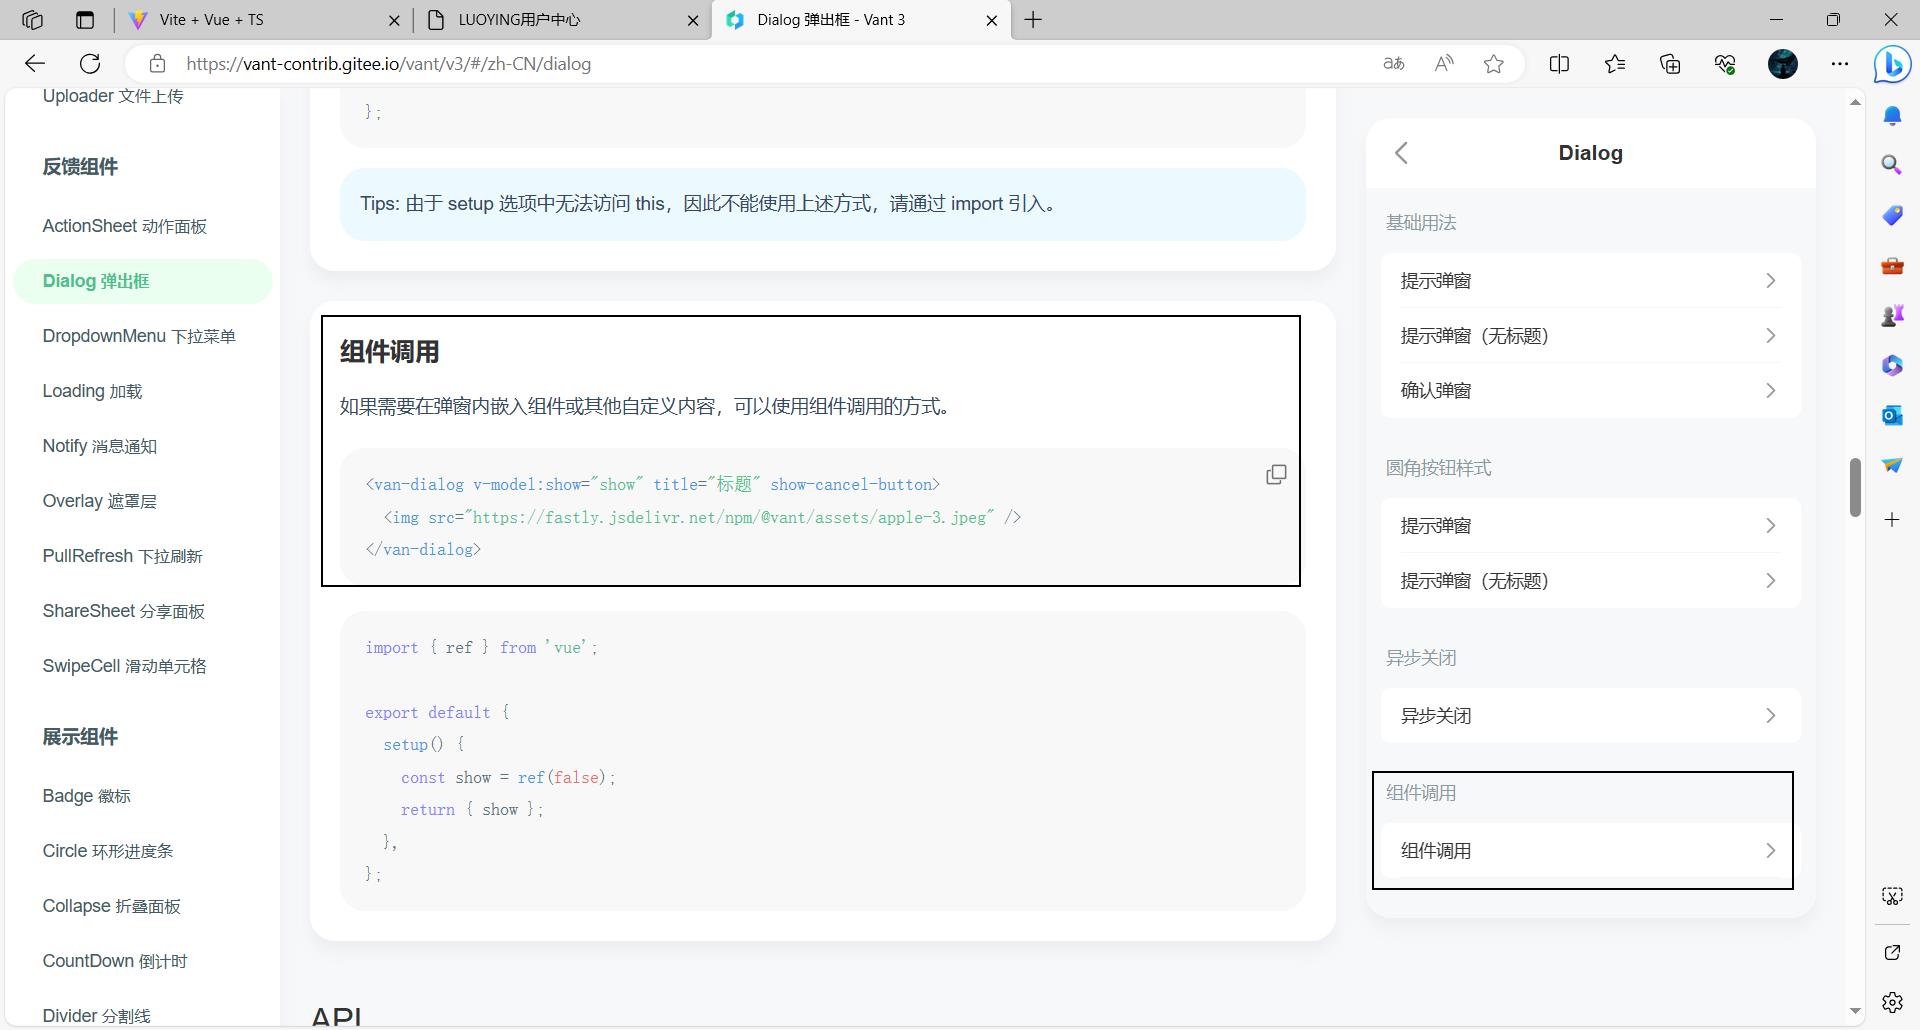 Vite + Vue + TS
LUOYING用户中心
Dialog 弹出框 - Vant 3
https://vant-contrib.gitee.io/vant/v3/#/zh-CN/dialog
Uploader 文件上传
反馈组件
ActionSheet 动作面板
Dialog 弹出框
DropdownMenu 下拉菜单
Loading 加载
Notify 消息通知
Overlay 遮罩层
PullRefresh 下拉刷新
ShareSheet 分享面板
SwipeCell 滑动单元格
展示组件
Badge 徽标
Circle 环形进度条
Collapse 折叠面板
CountDown 倒计时
Divider 分割线
};
Tips: 由于 setup 选项中无法访问 this，因此不能使用上述方式，请通过 import 引入。
组件调用
如果需要在弹窗内嵌入组件或其他自定义内容，可以使用组件调用的方式。
<van-dialog v-model:show="show" title="标题" show-cancel-button>
<img src="https://fastly.jsdelivr.net/npm/@vant/assets/apple-3.jpeg" />
</van-dialog>
import { ref } from 'vue';
export default {
setup() {
const show = ref(false);
return { show };
},
};
API
Dialog
基础用法
提示弹窗
提示弹窗（无标题）
确认弹窗
圆角按钮样式
提示弹窗
提示弹窗（无标题）
异步关闭
异步关闭
组件调用
组件调用